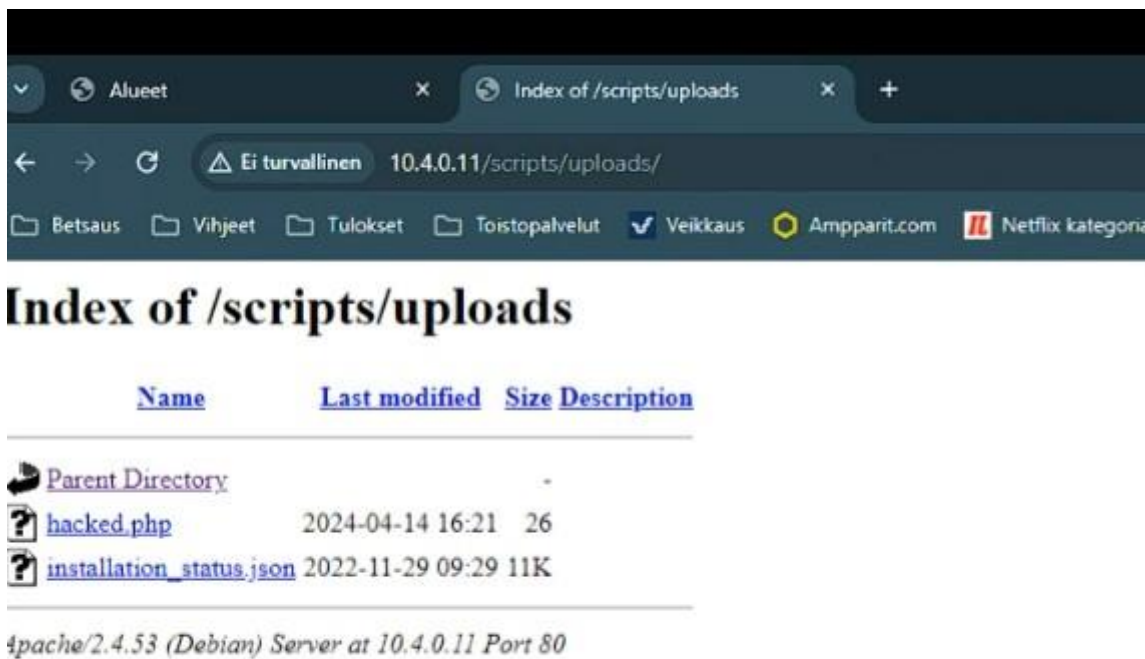 Alueet
Index of /scripts/uploads
Ei turvallinen 10.4.0.11/scripts/uploads/
Betsaus Vihjeet Tulokset Toistopalvelut Veikkaus Ampparit.com Netflix kategoria
Index of /scripts/uploads
Name Last modified Size Description
Parent Directory -
hacked.php 2024-04-14 16:21 26
installation_status.json 2022-11-29 09:29 11K
Apache/2.4.53 (Debian) Server at 10.4.0.11 Port 80